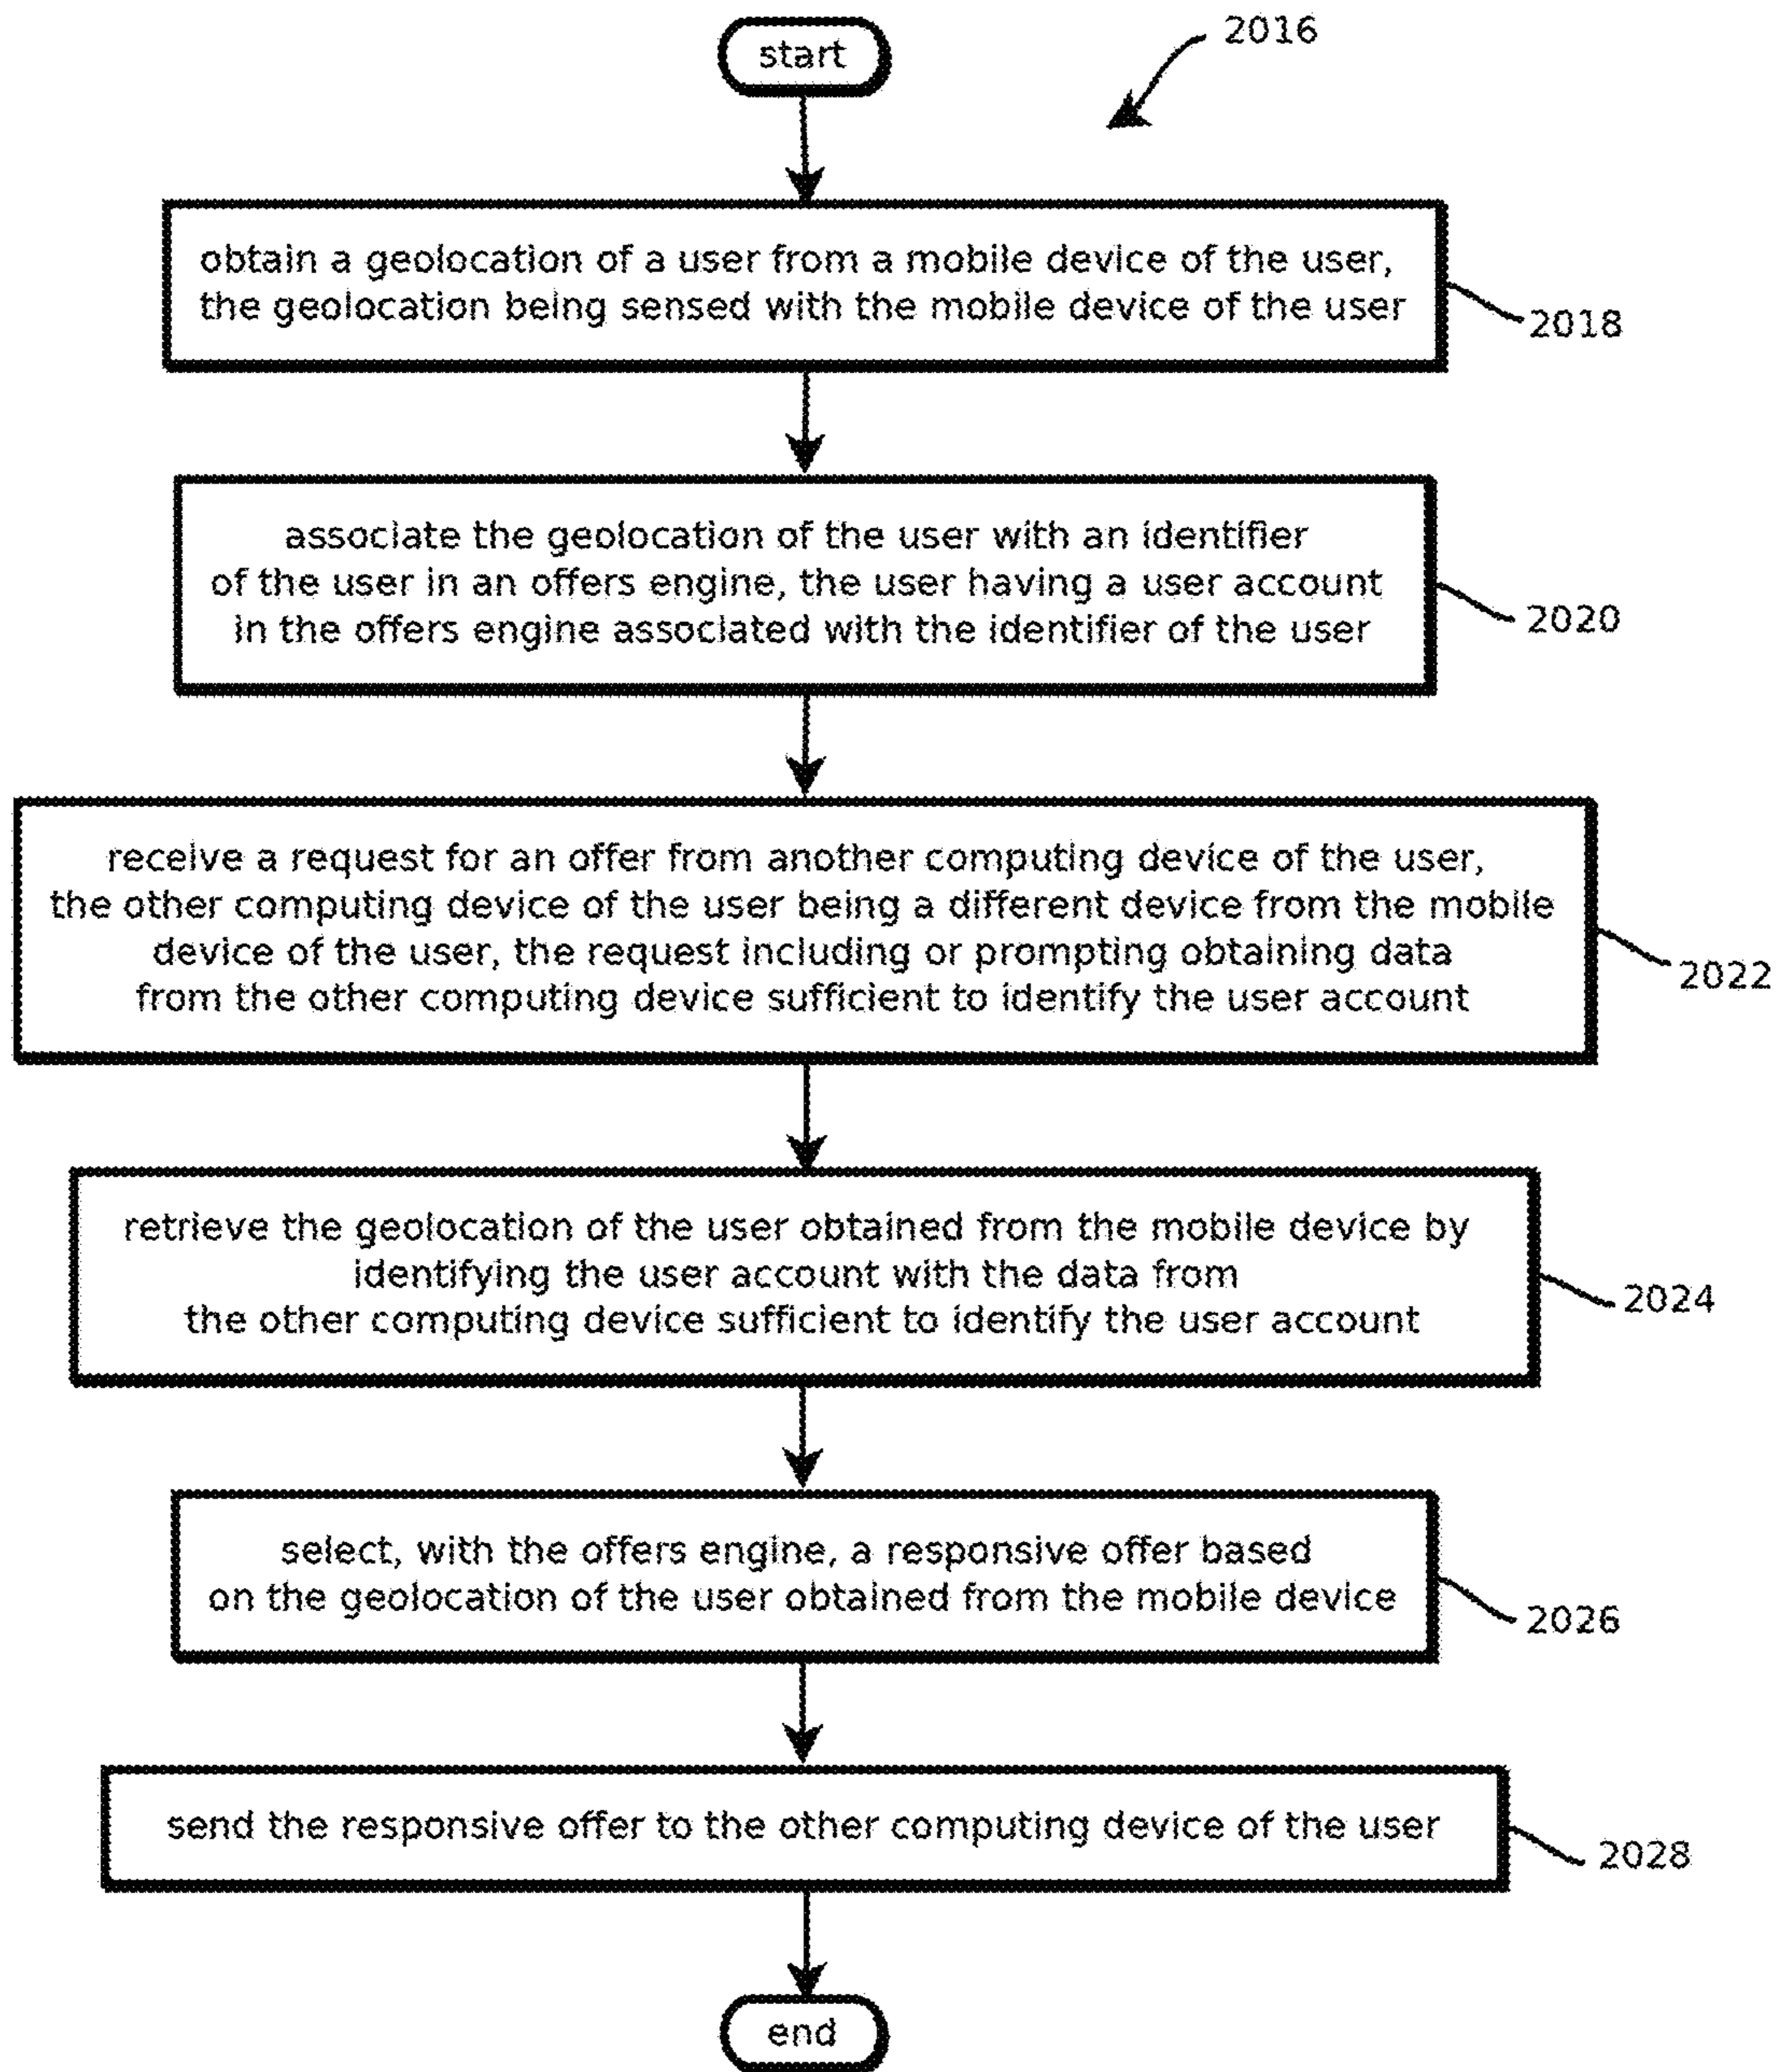 start
2016
obtain a geolocation of a user from a mobile device of the user,
the geolocation being sensed with the mobile device of the user
2018
associate the geolocation of the user with an identifier
of the user in an offers engine, the user having a user account
in the offers engine associated with the identifier of the user
2020
receive a request for an offer from another computing device of the user,
the other computing device of the user being a different device from the mobile
device of the user, the request including or prompting obtaining data
from the other computing device sufficient to identify the user account
2022
retrieve the geolocation of the user obtained from the mobile device by
identifying the user account with the data from
the other computing device sufficient to identify the user account
2024
select, with the offers engine, a responsive offer based
on the geolocation of the user obtained from the mobile device
2026
send the responsive offer to the other computing device of the user
2028
end